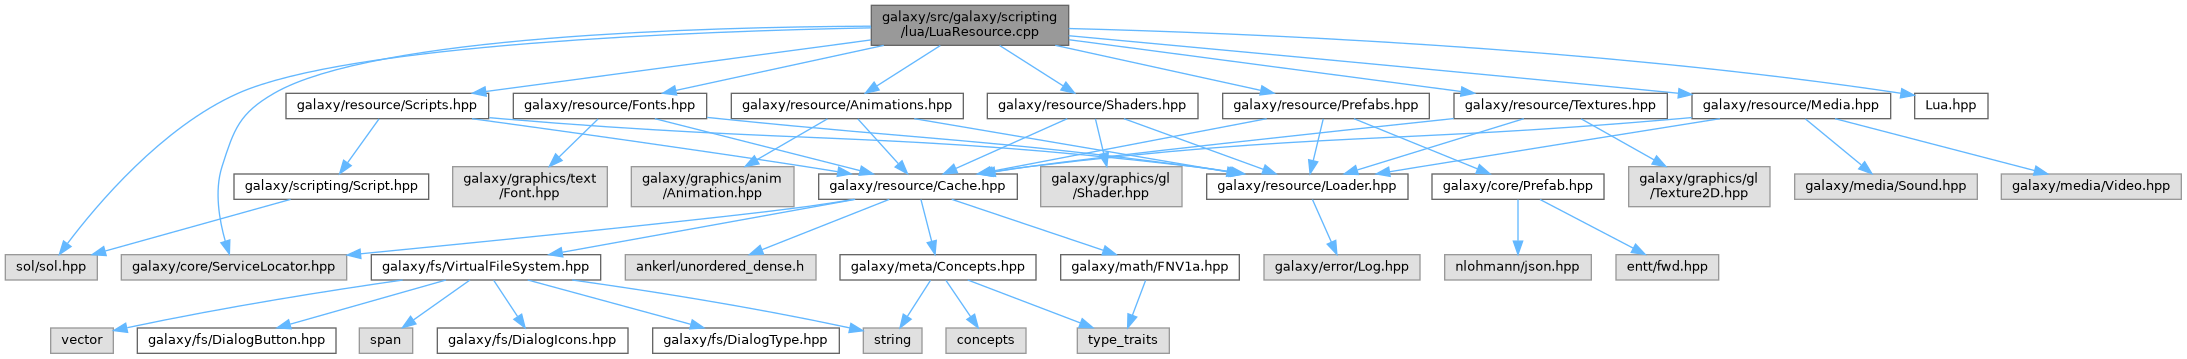 galaxy/src/galaxy/scripting
/lua/LuaResource.cpp
galaxy/resource/Scripts.hpp
galaxy/resource/Fonts.hpp
galaxy/resource/Animations.hpp
galaxy/resource/Shaders.hpp
galaxy/resource/Prefabs.hpp
galaxy/resource/Textures.hpp
galaxy/resource/Media.hpp
Lua.hpp
galaxy/scripting/Script.hpp
galaxy/graphics/text
/Font.hpp
galaxy/graphics/anim
/Animation.hpp
galaxy/resource/Cache.hpp
galaxy/graphics/gl
/Shader.hpp
galaxy/resource/Loader.hpp
galaxy/core/Prefab.hpp
galaxy/graphics/gl
/Texture2D.hpp
galaxy/media/Sound.hpp
galaxy/media/Video.hpp
sol/sol.hpp
galaxy/core/ServiceLocator.hpp
galaxy/fs/VirtualFileSystem.hpp
ankerl/unordered_dense.h
galaxy/meta/Concepts.hpp
galaxy/math/FNV1a.hpp
galaxy/error/Log.hpp
nlohmann/json.hpp
entt/fwd.hpp
vector
galaxy/fs/DialogButton.hpp
span
galaxy/fs/DialogIcons.hpp
galaxy/fs/DialogType.hpp
string
concepts
type_traits